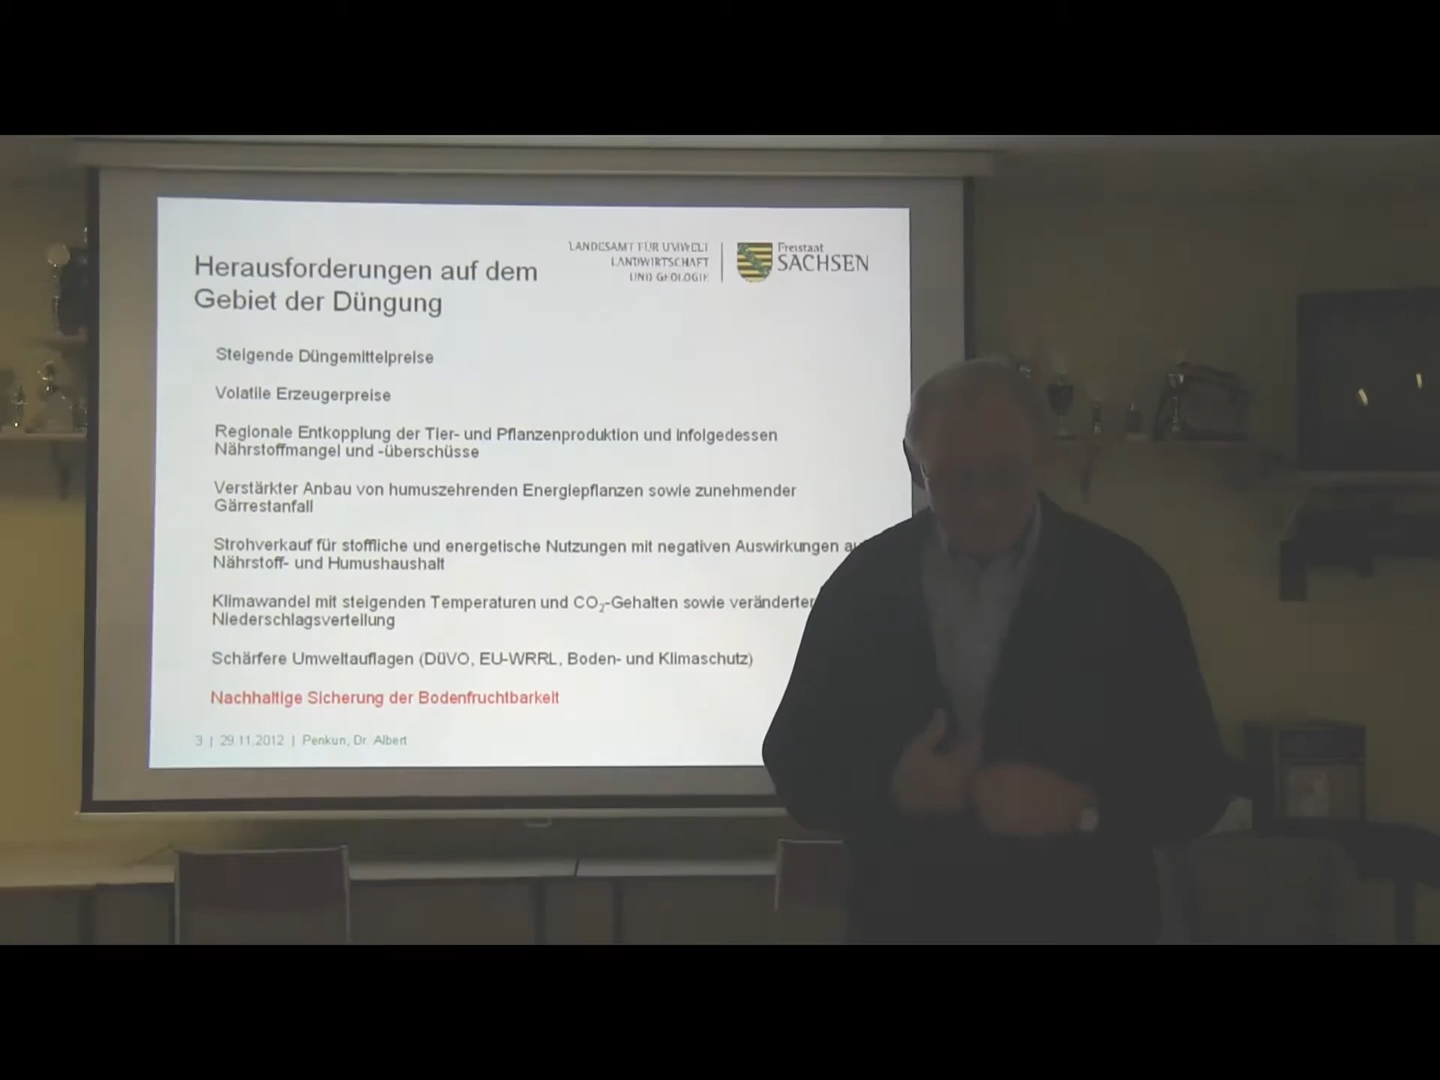 Herausforderungen auf dem
Gebiet der Düngung
LANDESAMT FÜR UMWELT
LANDWIRTSCHAFT
UND GEOLOGIE
Freistaat
SACHSEN
Steigende Düngemittelpreise
Volatile Erzeugerpreise
Regionale Entkopplung der Tier- und Pflanzenproduktion und infolgedessen
Nährstoffmangel und -überschüsse
Verstärkter Anbau von humuszehrenden Energiepflanzen sowie zunehmender
Gärrestanfall
Strohverkauf für stoffliche und energetische Nutzungen mit negativen Auswirkungen
Nährstoff- und Humushaushalt
Klimawandel mit steigenden Temperaturen und CO₂-Gehalten sowie veränderter
Niederschlagsverteilung
Schärfere Umweltauflagen (DüVO, EU-WRRL, Boden- und Klimaschutz)
Nachhaltige Sicherung der Bodenfruchtbarkeit
3 | 29.11.2012 | Penkun, Dr. Albert